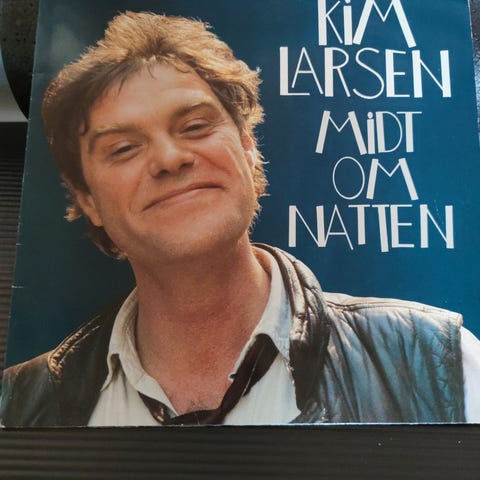 KiM
LARSEN
MiDT
OM
NATTEN